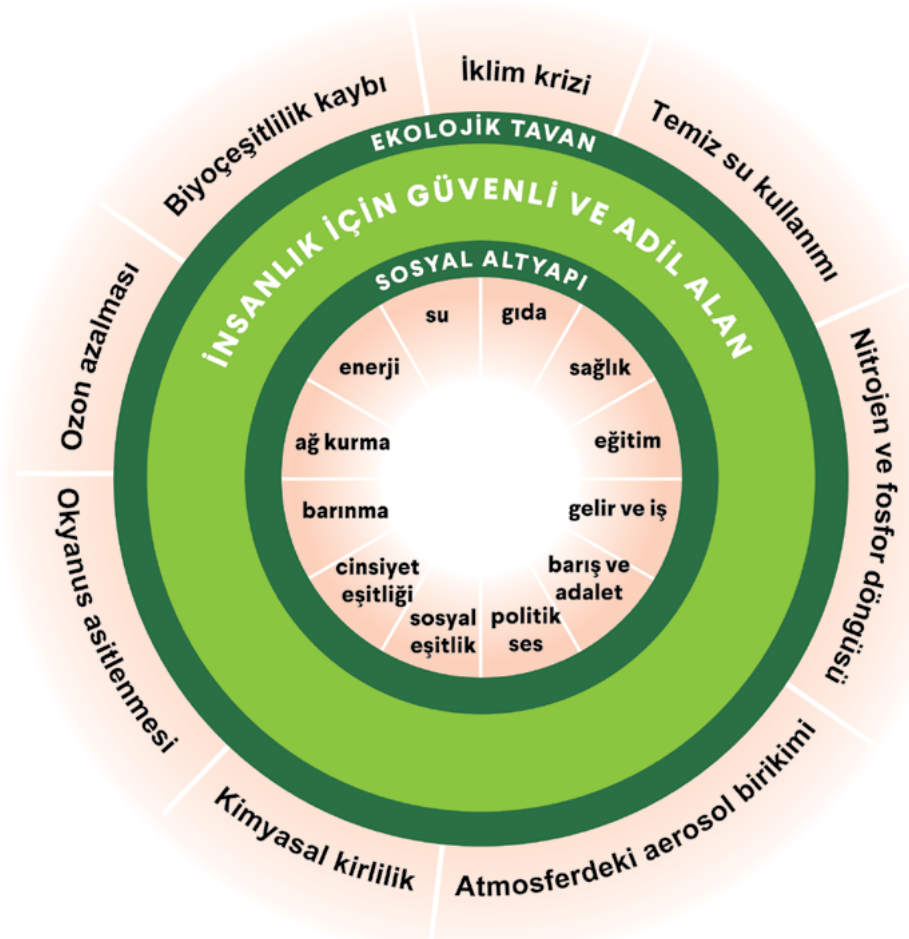 İklim krizi
Temiz su kullanımı
Nitrojen ve fosfor döngüsü
Atmosferdeki aerosol birikimi
Kimyasal kirlilik
Okyanus asitlenmesi
Ozon azalması
Biyoçeşitlilik kaybı
EKOLOJİK TAVAN
İNSANLIK İÇİN GÜVENLİ VE ADİL ALAN
SOSYAL ALTYAPI
su
gıda
sağlık
eğitim
gelir ve iş
barış ve
adalet
politik
ses
sosyal
eşitlik
cinsiyet
eşitliği
barınma
ağ kurma
enerji